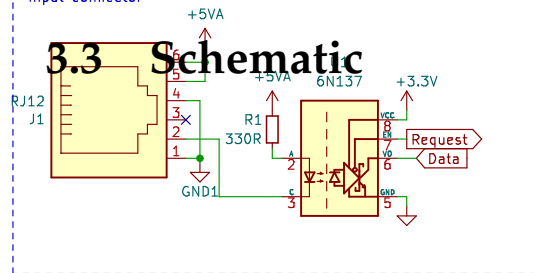 Input connector
+5VA
3.3 Schematic
6
5
4
3
2
1
RJ12
J1
GND1
+5VA
R1
330R
6N137
+3.3V
VCC
8
EN
7
VO
6
GND
5
A
2
C
3
Request
Data